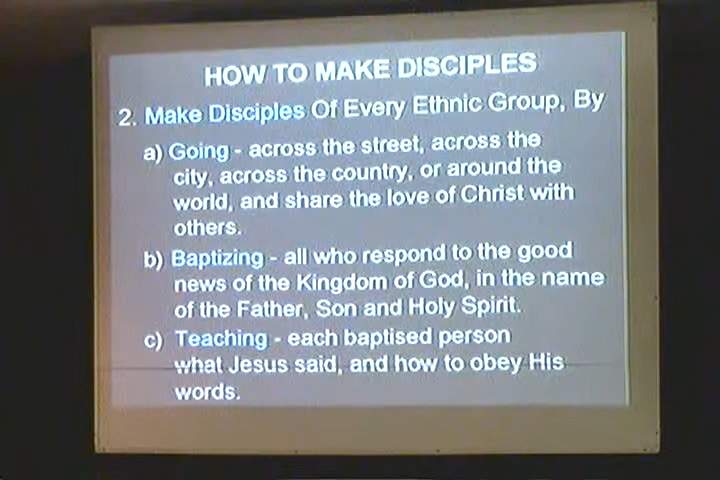 HOW TO MAKE DISCIPLES
2. Make Disciples Of Every Ethnic Group, By
a) Going - across the street, across the
city, across the country, or around the
world, and share the love of Christ with
others.
b) Baptizing - all who respond to the good
news of the Kingdom of God, in the name
of the Father, Son and Holy Spirit.
c) Teaching - each baptised person
what Jesus said, and how to obey His
words.